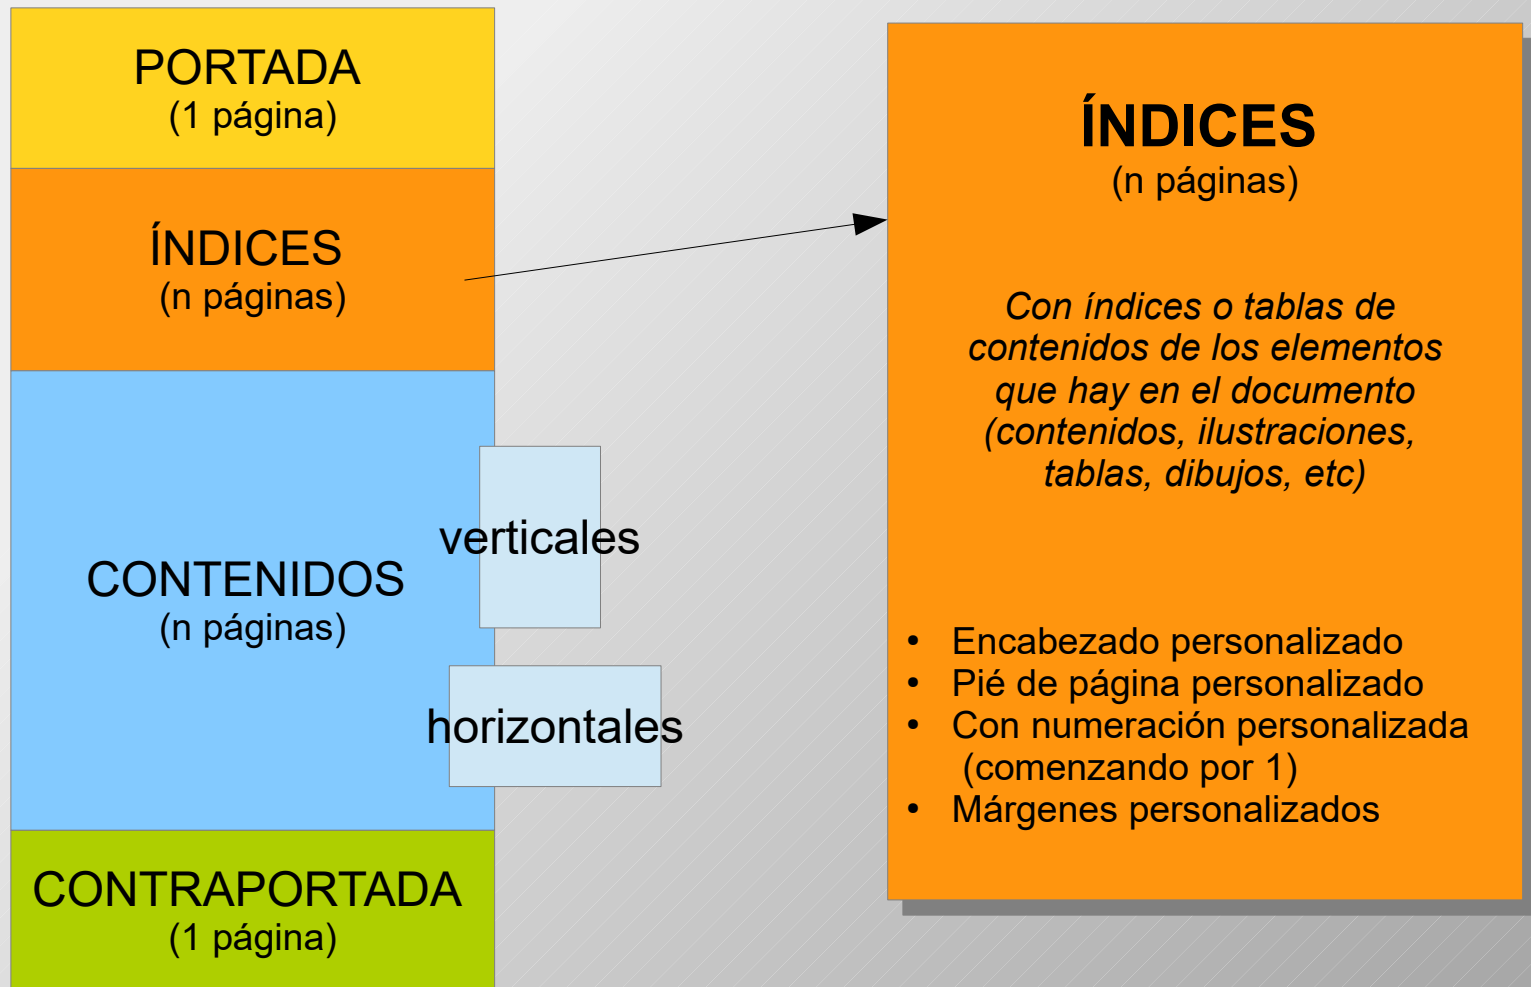 PORTADA
(1 página)
ÍNDICES
(n páginas)
CONTENIDOS
(n páginas)
verticales
horizontales
CONTRAPORTADA
(1 página)
ÍNDICES
(n páginas)
Con índices o tablas de
contenidos de los elementos
que hay en el documento
(contenidos, ilustraciones,
tablas, dibujos, etc)
• Encabezado personalizado
• Pié de página personalizado
• Con numeración personalizada
(comenzando por 1)
• Márgenes personalizados